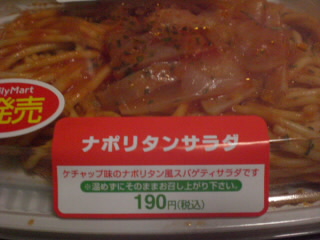 lyMart
発売
ナポリタンサラダ
ケチャップ味のナポリタン風スパゲティサラダです
※温めずにそのままお召し上がり下さい。
190円(税込)